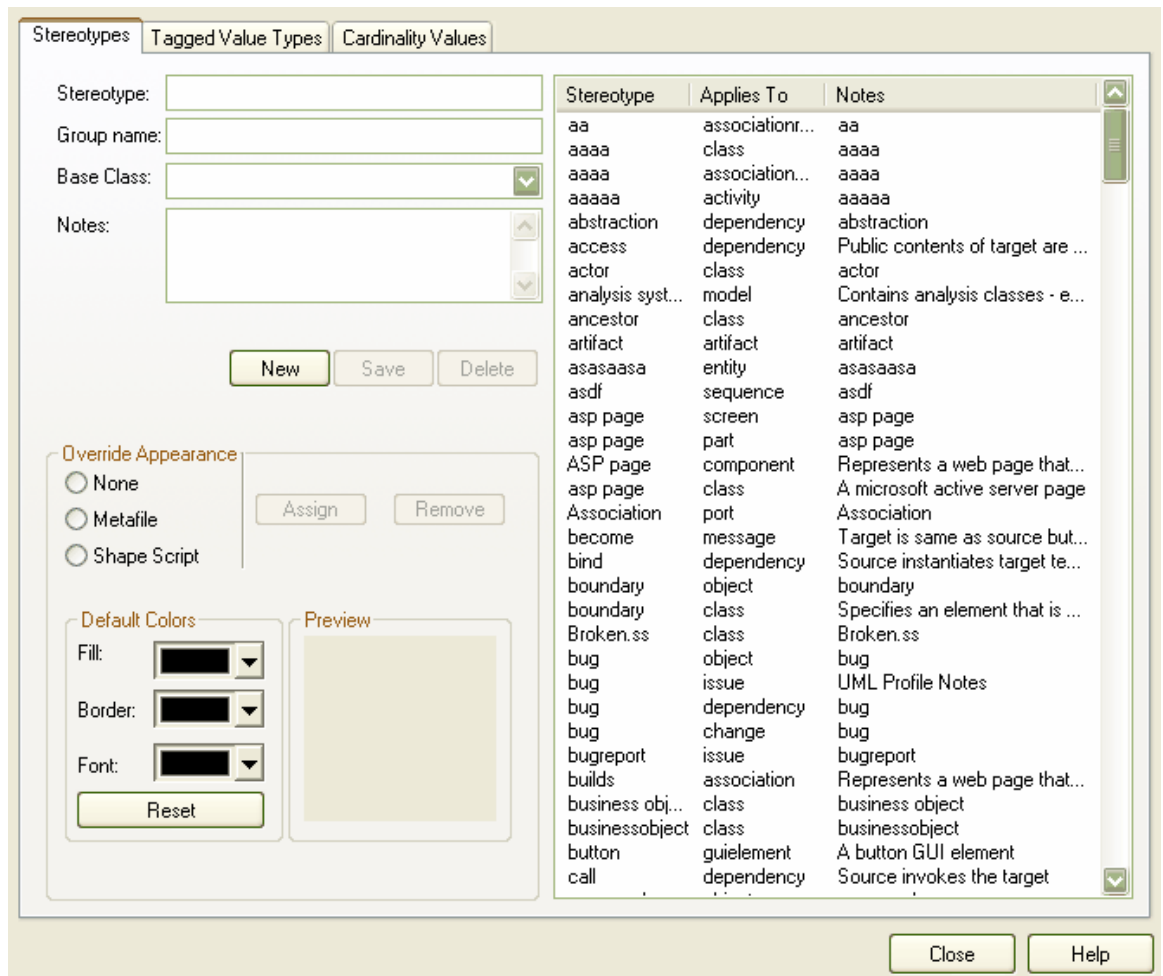 Stereotypes Tagged Value Types Cardinality Values
Stereotype:
Group name:
Base Class:
Notes:
New Save Delete
Override Appearance
None
Metafile
Shape Script
Assign Remove
Default Colors
Fill:
Border:
Font:
Reset
Preview
Stereotype Applies To Notes
aa associationr... aa
aaaa class aaaa
aaaa association... aaaa
aaaaa activity aaaaa
abstraction dependency abstraction
access dependency Public contents of target are ...
actor class actor
analysis syst... model Contains analysis classes - e...
ancestor class ancestor
artifact artifact artifact
asasaasa entity asasaasa
asdf sequence asdf
asp page screen asp page
asp page part asp page
ASP page component Represents a web page that...
asp page class A microsoft active server page
Association port Association
become message Target is same as source but...
bind dependency Source instantiates target te...
boundary object boundary
boundary class Specifies an element that is ...
Broken.ss class Broken.ss
bug object bug
bug issue UML Profile Notes
bug dependency bug
bug change bug
bugreport issue bugreport
builds association Represents a web page that...
business obj... class business object
businessobject class businessobject
button guielement A button GUI element
call dependency Source invokes the target
Close Help